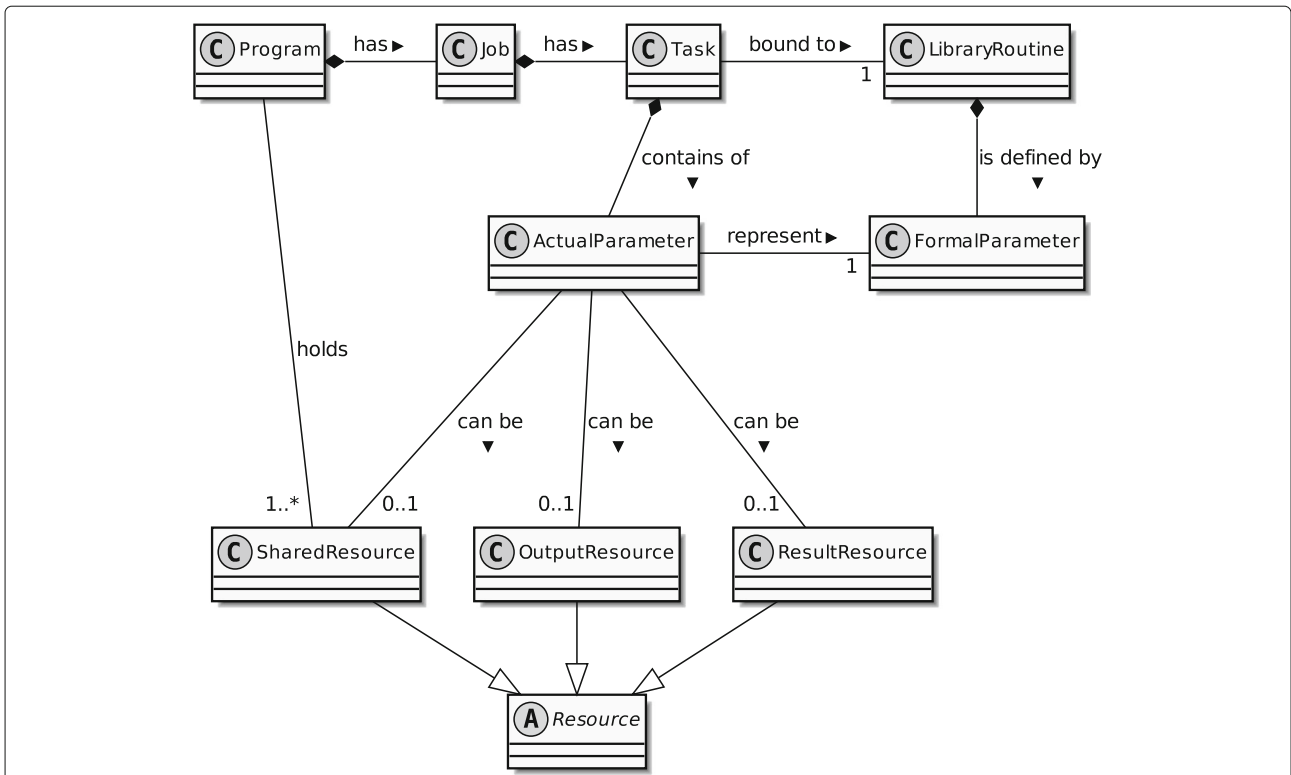 C Program
has ▶
C Job
has ▶
C Task
bound to ▶
1
C LibraryRoutine
contains of
▼
is defined by
▼
C ActualParameter
represent ▶
1
C FormalParameter
holds
can be
▼
can be
▼
can be
▼
1..*
0..1
0..1
0..1
C SharedResource
C OutputResource
C ResultResource
A Resource